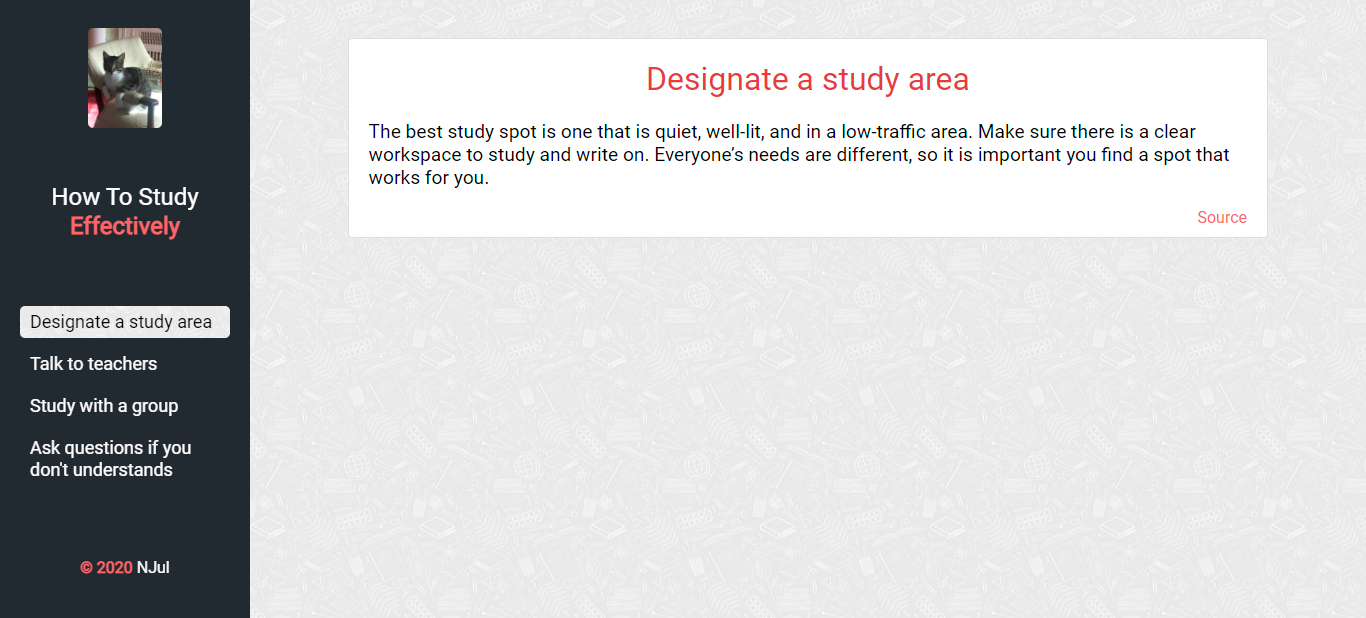 How To Study
Effectively
Designate a study area
Talk to teachers
Study with a group
Ask questions if you
don't understands
© 2020 NJul
Designate a study area
The best study spot is one that is quiet, well-lit, and in a low-traffic area. Make sure there is a clear
workspace to study and write on. Everyone’s needs are different, so it is important you find a spot that
works for you.
Source